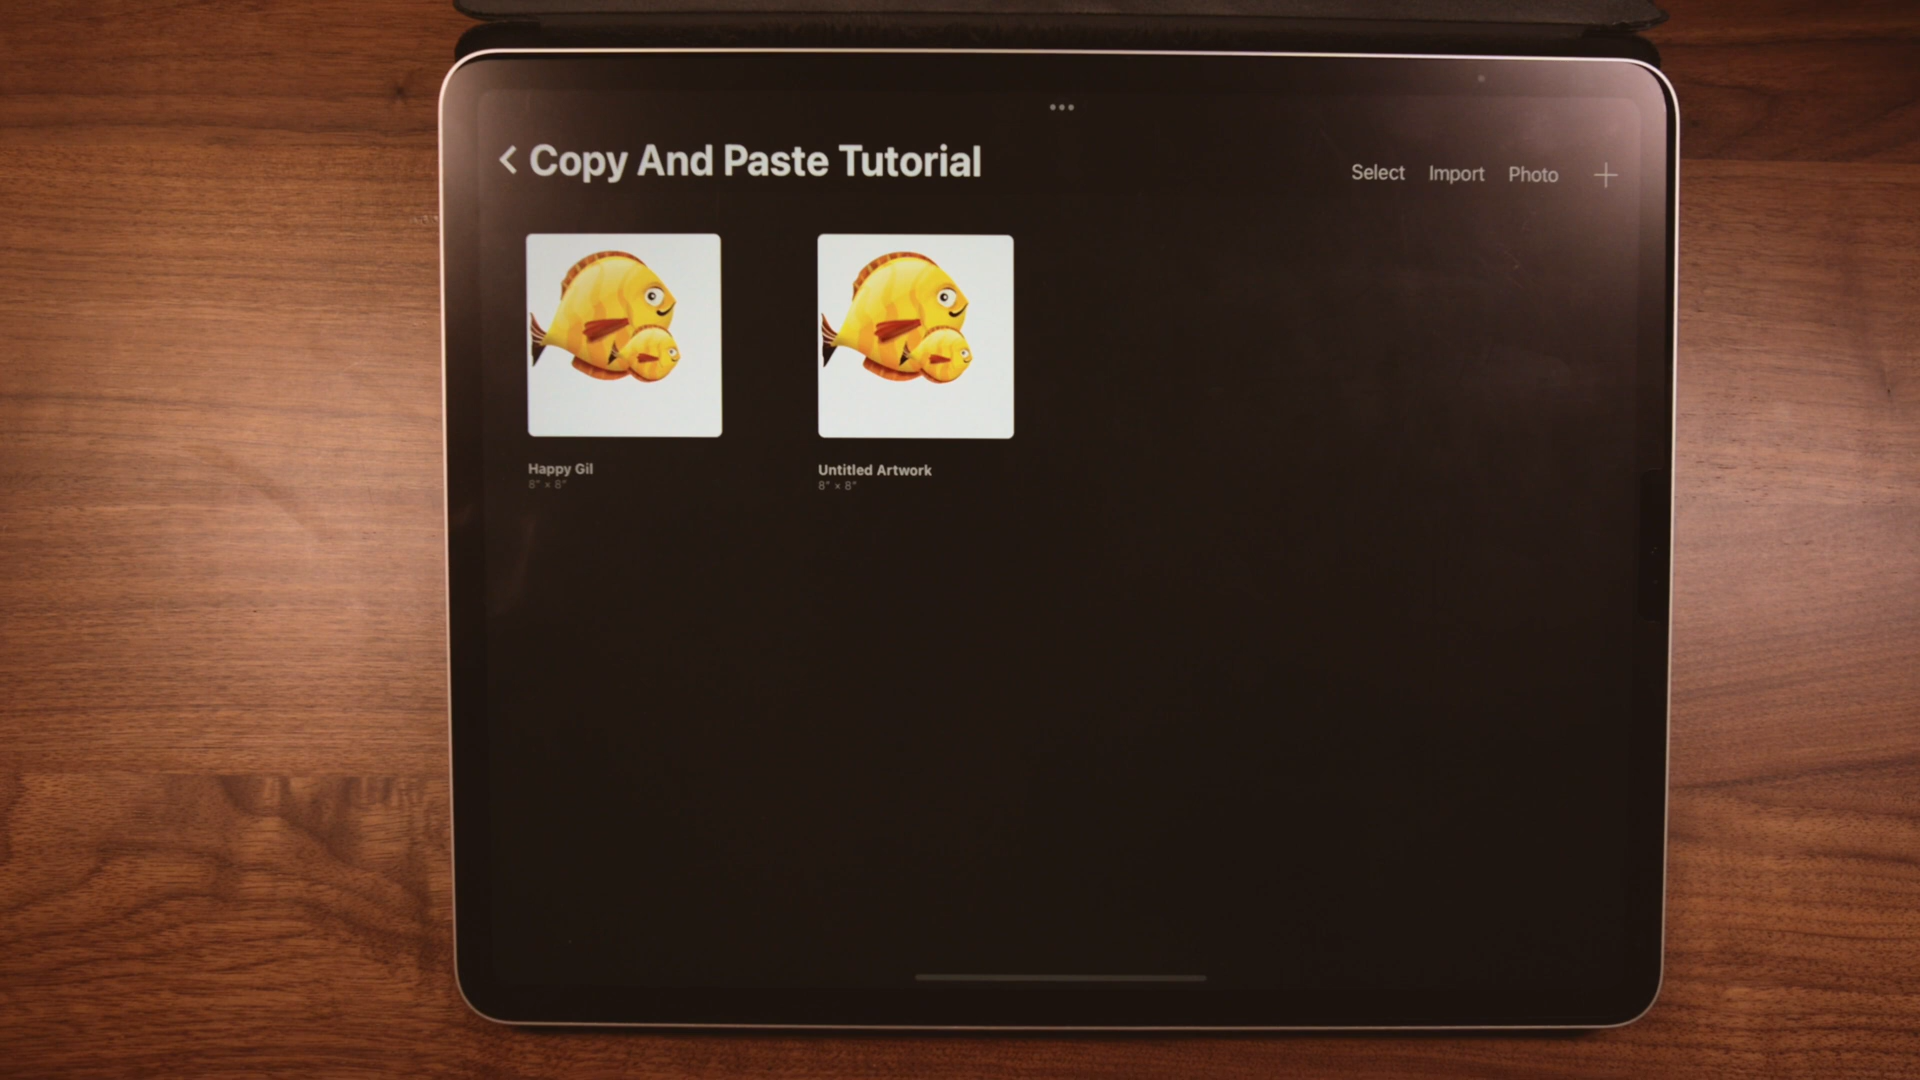 Copy And Paste Tutorial
Select Import Photo
Happy Gil
8" × 8"
Untitled Artwork
8" × 8"